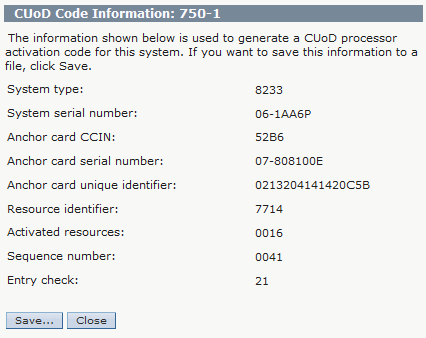 CUoD Code Information: 750-1
The information shown below is used to generate a CUoD processor
activation code for this system. If you want to save this information to a
file, click Save.
System type: 8233
System serial number: 06-1AA6P
Anchor card CCIN: 52B6
Anchor card serial number: 07-808100E
Anchor card unique identifier: 0213204141420C5B
Resource identifier: 7714
Activated resources: 0016
Sequence number: 0041
Entry check: 21
Save... Close